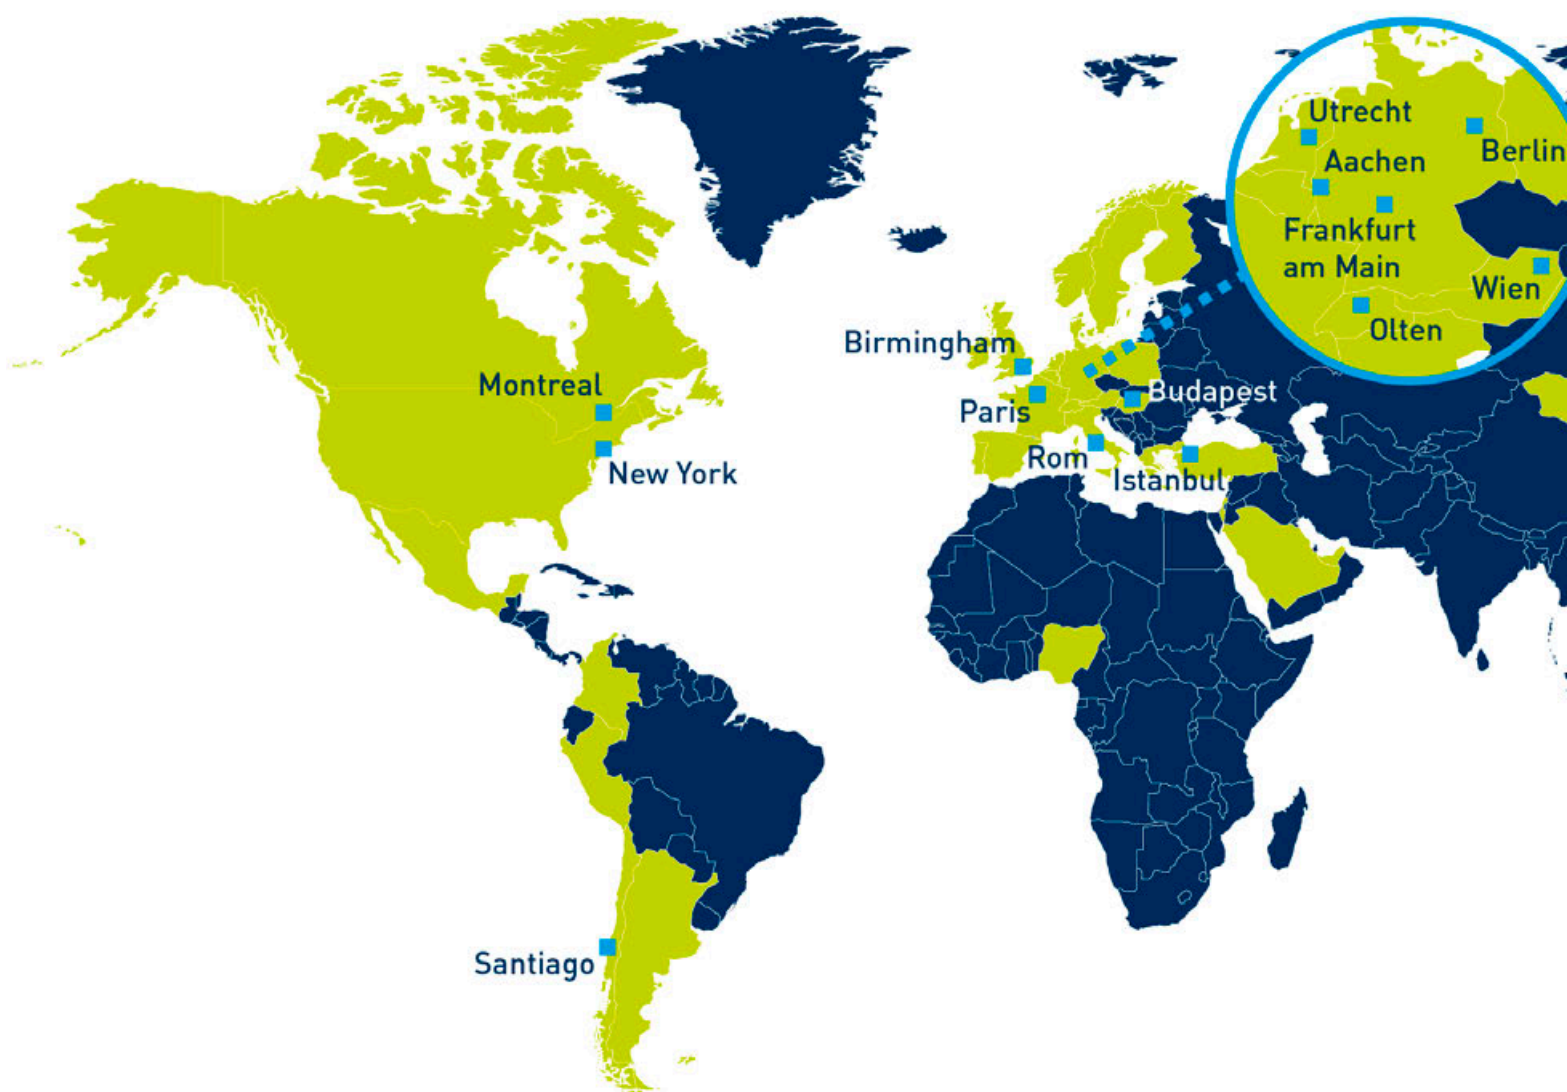 Utrecht
Berlin
Aachen
Frankfurt
am Main
Wien
Olten
Birmingham
Montreal
Budapest
Paris
Rom
New York
Istanbul
Santiago